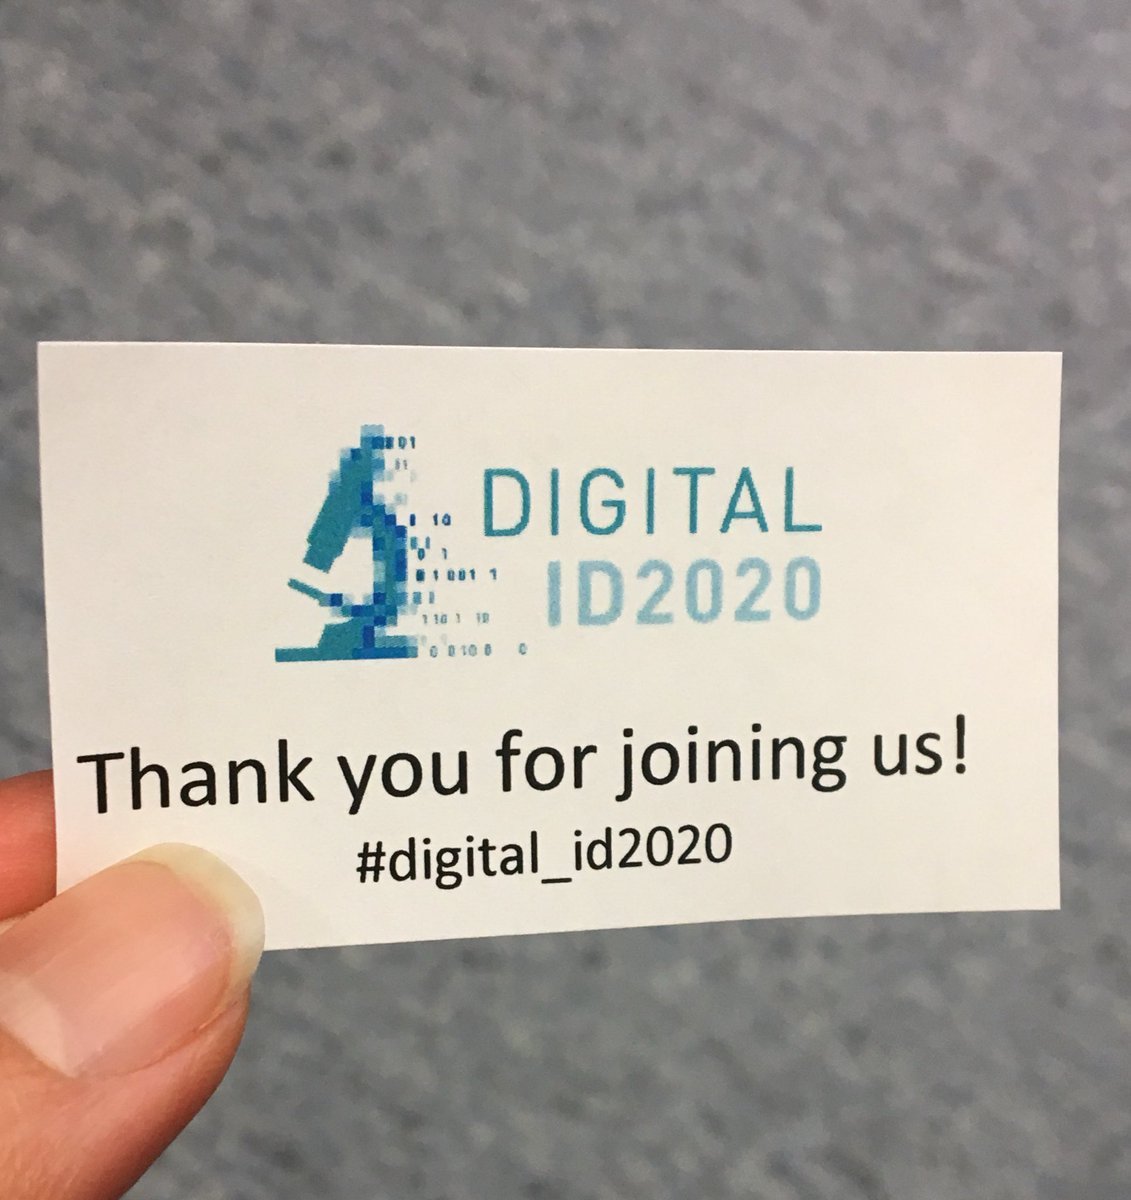 DIGITAL
ID2020
Thank you for joining us!
#digital_id2020